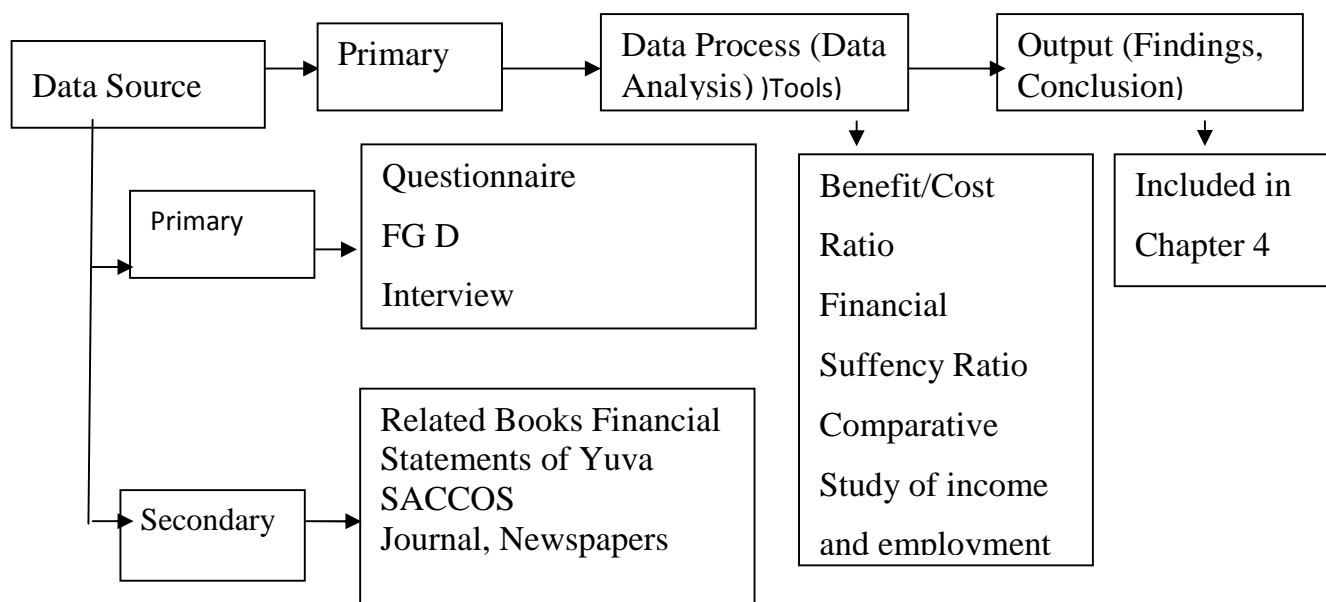 Data Source
Primary
Data Process (Data
Analysis) )Tools)
Output (Findings,
Conclusion)
Primary
Questionnaire
FG D
Interview
Benefit/Cost
Ratio
Financial
Suffency Ratio
Comparative
Study of income
and employment
Included in
Chapter 4
Secondary
Related Books Financial
Statements of Yuva
SACCOS
Journal, Newspapers